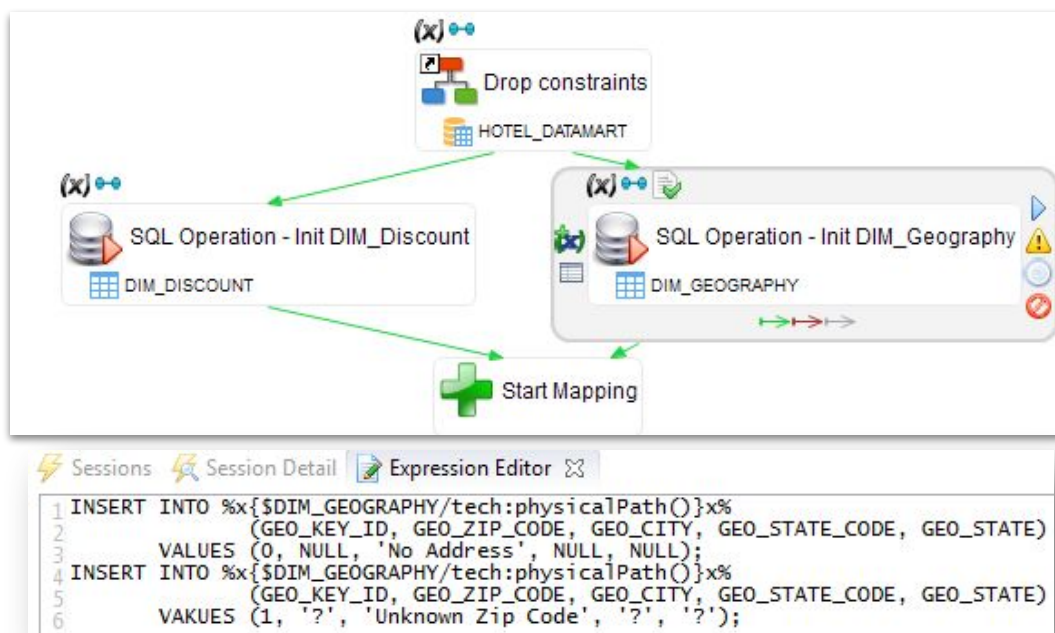 (x)
Drop constraints
HOTEL_DATAMART
(x)
(x)
SQL Operation - Init DIM_Discount
(x)
SQL Operation - Init DIM_Geography
DIM_DISCOUNT
DIM_GEOGRAPHY
Start Mapping
Sessions Session Detail Expression Editor
1 INSERT INTO %x{$DIM_GEOGRAPHY/tech:physicalPath()}x%
2 (GEO_KEY_ID, GEO_ZIP_CODE, GEO_CITY, GEO_STATE_CODE, GEO_STATE)
3 VALUES (0, NULL, 'No Address', NULL, NULL);
4 INSERT INTO %x{$DIM_GEOGRAPHY/tech:physicalPath()}x%
5 (GEO_KEY_ID, GEO_ZIP_CODE, GEO_CITY, GEO_STATE_CODE, GEO_STATE)
6 VAKUES (1, '?', 'Unknown Zip Code', '?', '?');